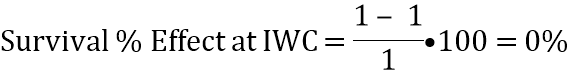 Survival % Effect at IWC = (1 − 1)/1 • 100 = 0%